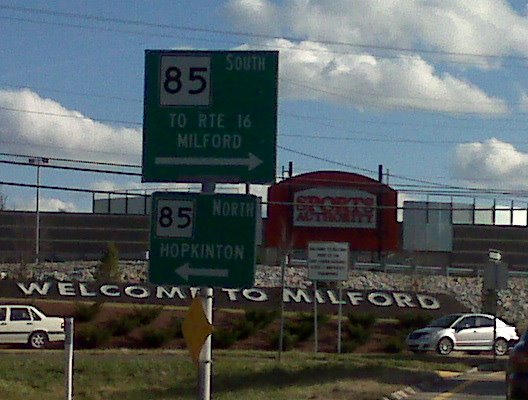 85 SOUTH
TO RTE 16
MILFORD
85 NORTH
HOPKINTON
SPORTS
AUTHORITY
WELCOME TO MILFORD